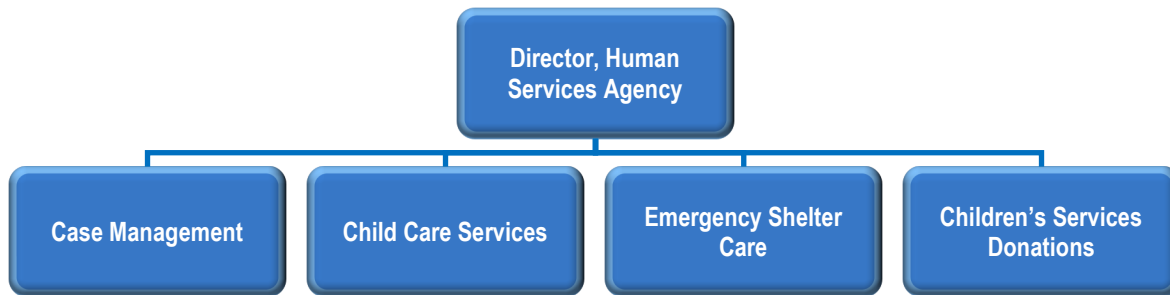 Director, Human
Services Agency
Case Management
Child Care Services
Emergency Shelter
Care
Children’s Services
Donations